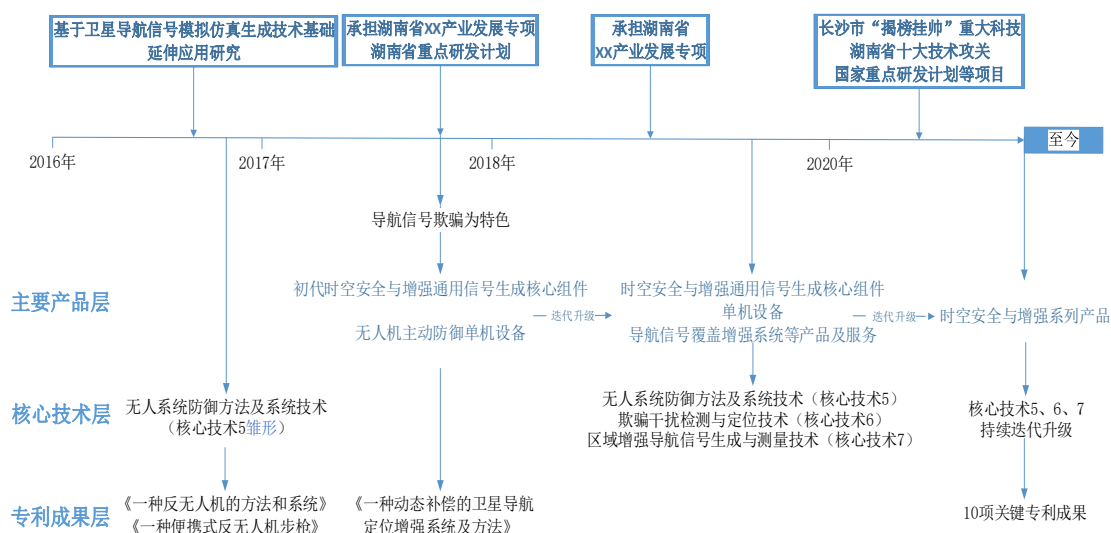 基于卫星导航信号模拟仿真生成技术基础
延伸应用研究
承担湖南省XX产业发展专项
湖南省重点研发计划
承担湖南省
XX产业发展专项
长沙市“揭榜挂帅”重大科技
湖南省十大技术攻关
国家重点研发计划等项目
2016年
2017年
2018年
2020年
至今
导航信号欺骗为特色
主要产品层
初代时空安全与增强通用信号生成核心组件
无人机主动防御单机设备
迭代升级
时空安全与增强通用信号生成核心组件
单机设备
导航信号覆盖增强系统等产品及服务
迭代升级
时空安全与增强系列产品
核心技术层
无人系统防御方法及系统技术
（核心技术5雏形）
无人系统防御方法及系统技术（核心技术5）
欺骗干扰检测与定位技术（核心技术6）
区域增强导航信号生成与测量技术（核心技术7）
核心技术5、6、7
持续迭代升级
专利成果层
《一种反无人机的方法和系统》
《一种便携式反无人机步枪》
《一种动态补偿的卫星导航
定位增强系统及方法》
10项关键专利成果